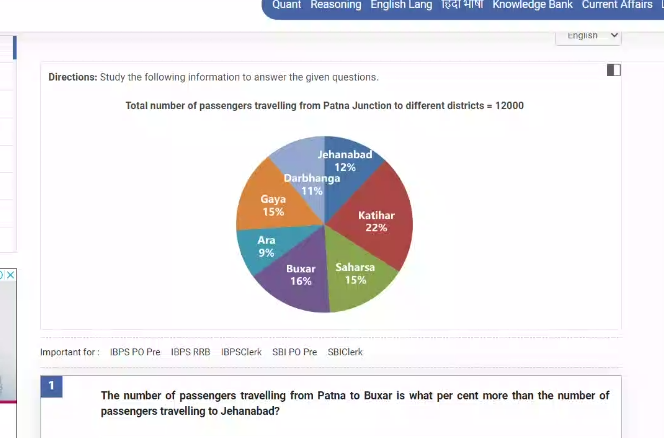 Quant Reasoning English Lang हिंदी भाषा Knowledge Bank Current Affairs
English
Directions: Study the following information to answer the given questions.
Total number of passengers travelling from Patna Junction to different districts = 12000
Jehanabad
12%
Darbhanga
11%
Gaya
15%
Katihar
22%
Ara
9%
Buxar
16%
Saharsa
15%
Important for : IBPS PO Pre IBPS RRB IBPSClerk SBI PO Pre SBIClerk
1
The number of passengers travelling from Patna to Buxar is what per cent more than the number of
passengers travelling to Jehanabad?